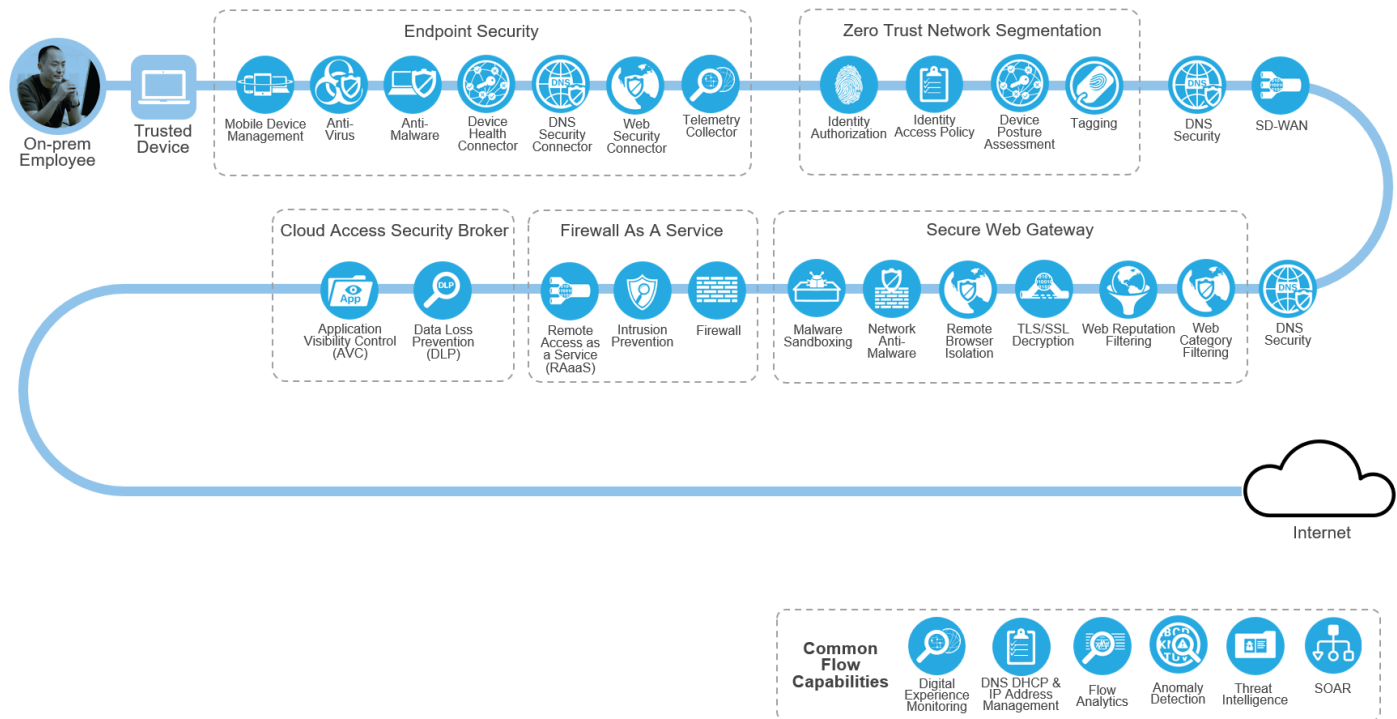 Endpoint Security
Zero Trust Network Segmentation
On-prem
Employee
Trusted
Device
Mobile Device
Management
Anti-
Virus
Anti-
Malware
Device
Health
Connector
DNS
DNS
Security
Connector
Web
Security
Connector
Telemetry
Collector
Identity
Authorization
Identity
Access Policy
Device
Posture
Assessment
Tagging
DNS
DNS
Security
SD-WAN
Cloud Access Security Broker
Firewall As A Service
Secure Web Gateway
App
Application
Visibility Control
(AVC)
DLP
Data Loss
Prevention
(DLP)
Remote
Access as
a Service
(RAaaS)
Intrusion
Prevention
Firewall
Malware
Sandboxing
Network
Anti-
Malware
Remote
Browser
Isolation
TLS/SSL
Decryption
Web Reputation
Filtering
Web
Category
Filtering
DNS
DNS
Security
Internet
Common
Flow
Capabilities
Digital
Experience
Monitoring
DNS DHCP &
IP Address
Management
Flow
Analytics
Anomaly
Detection
Threat
Intelligence
SOAR